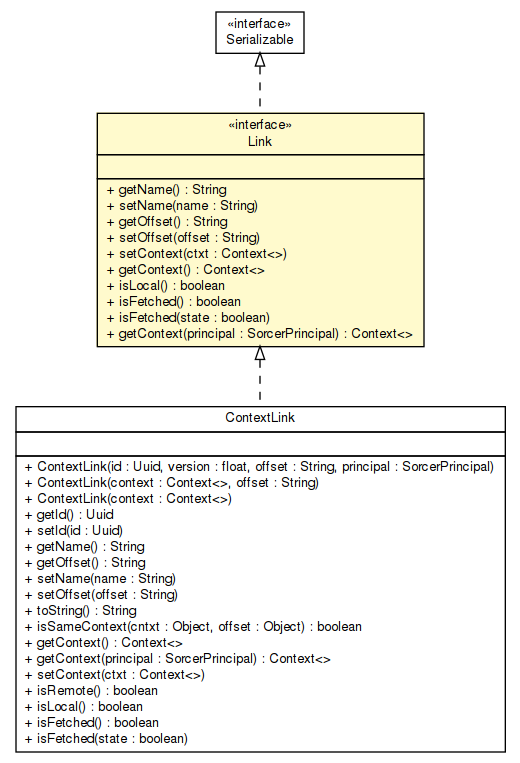 «interface»
Serializable
«interface»
Link
+ getName() : String
+ setName(name : String)
+ getOffset() : String
+ setOffset(offset : String)
+ setContext(ctxt : Context<>)
+ getContext() : Context<>
+ isLocal() : boolean
+ isFetched() : boolean
+ isFetched(state : boolean)
+ getContext(principal : SorcerPrincipal) : Context<>
ContextLink
+ ContextLink(id : Uuid, version : float, offset : String, principal : SorcerPrincipal)
+ ContextLink(context : Context<>, offset : String)
+ ContextLink(context : Context<>)
+ getId() : Uuid
+ setId(id : Uuid)
+ getName() : String
+ getOffset() : String
+ setName(name : String)
+ setOffset(offset : String)
+ toString() : String
+ isSameContext(cntxt : Object, offset : Object) : boolean
+ getContext() : Context<>
+ getContext(principal : SorcerPrincipal) : Context<>
+ setContext(ctxt : Context<>)
+ isRemote() : boolean
+ isLocal() : boolean
+ isFetched() : boolean
+ isFetched(state : boolean)